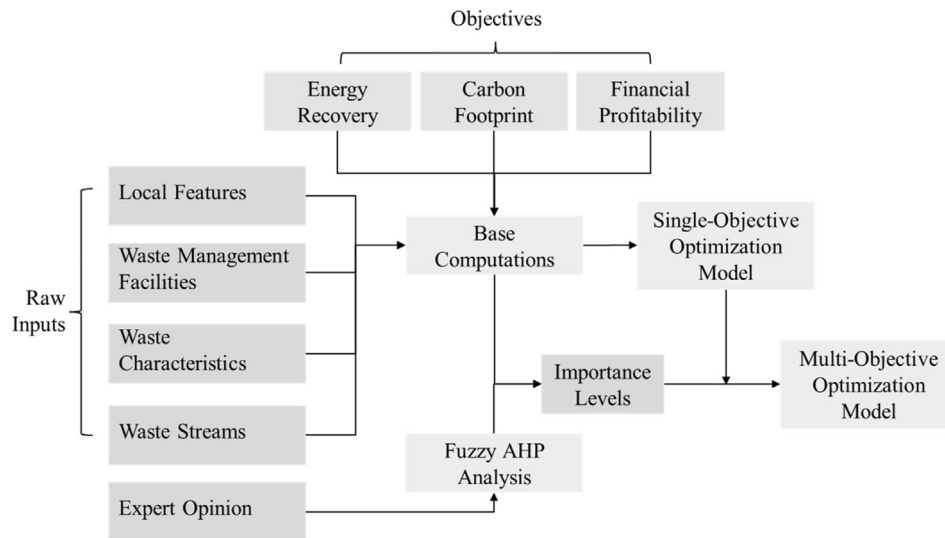 Objectives
Energy
Recovery
Carbon
Footprint
Financial
Profitability
Raw
Inputs
Local Features
Waste Management
Facilities
Waste
Characteristics
Waste Streams
Expert Opinion
Base
Computations
Fuzzy AHP
Analysis
Importance
Levels
Single-Objective
Optimization
Model
Multi-Objective
Optimization
Model